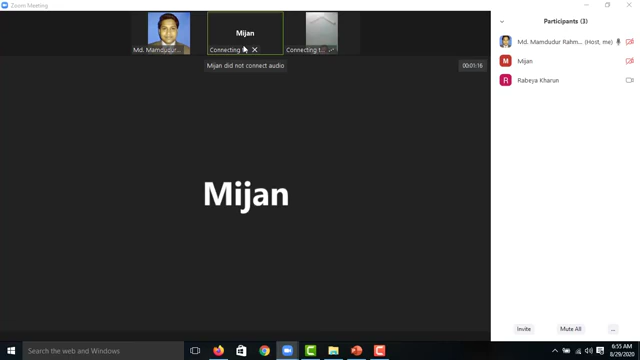 Zoom Meeting
Md. Mamdudur...
Mijan
Connecting
Connecting t...
Mijan did not connect audio
00:01:16
Mijan
Participants (3)
Md. Mamdudur Rahm... (Host, me)
M Mijan
R Rabeya Kharun
Invite
Mute All
...
Search the web and Windows
6:55 AM
8/29/2020